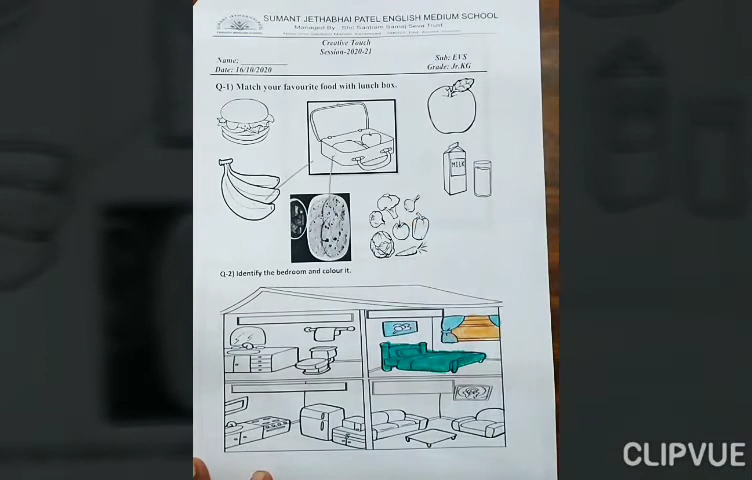 SUMANT JETHABHAI PATEL ENGLISH MEDIUM SCHOOL
Managed By : Shri Santram Samaj Seva Trust
Creative Touch
Session-2020-21
Name:
Sub: EVS
Date: 16/10/2020
Grade: Jr.KG
Q-1) Match your favourite food with lunch box.
MILK
Q-2) Identify the bedroom and colour it.
CLIPVUE